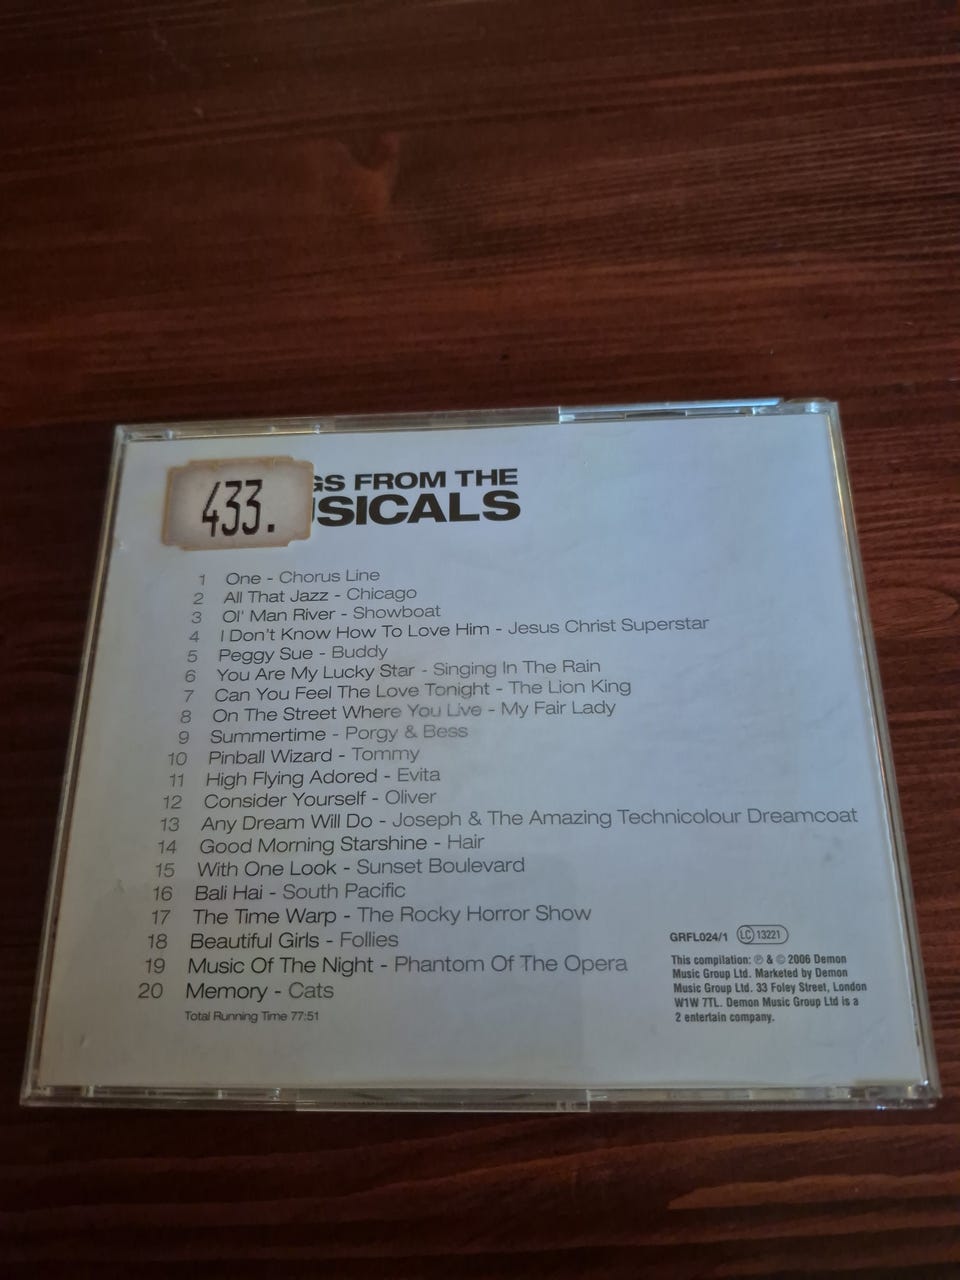 433.
GS FROM THE
USICALS
1 One - Chorus Line
2 All That Jazz - Chicago
3 Ol' Man River - Showboat
4 I Don't Know How To Love Him - Jesus Christ Superstar
5 Peggy Sue - Buddy
6 You Are My Lucky Star - Singing In The Rain
7 Can You Feel The Love Tonight - The Lion King
8 On The Street Where You Live - My Fair Lady
9 Summertime - Porgy & Bess
10 Pinball Wizard - Tommy
11 High Flying Adored - Evita
12 Consider Yourself - Oliver
13 Any Dream Will Do - Joseph & The Amazing Technicolour Dreamcoat
14 Good Morning Starshine - Hair
15 With One Look - Sunset Boulevard
16 Bali Hai - South Pacific
17 The Time Warp - The Rocky Horror Show
18 Beautiful Girls - Follies
19 Music Of The Night - Phantom Of The Opera
20 Memory - Cats
Total Running Time 77:51
GRFL024/1 LC 13221
This compilation: ℗ & © 2006 Demon
Music Group Ltd. Marketed by Demon
Music Group Ltd. 33 Foley Street, London
W1W 7TL. Demon Music Group Ltd is a
2 entertain company.